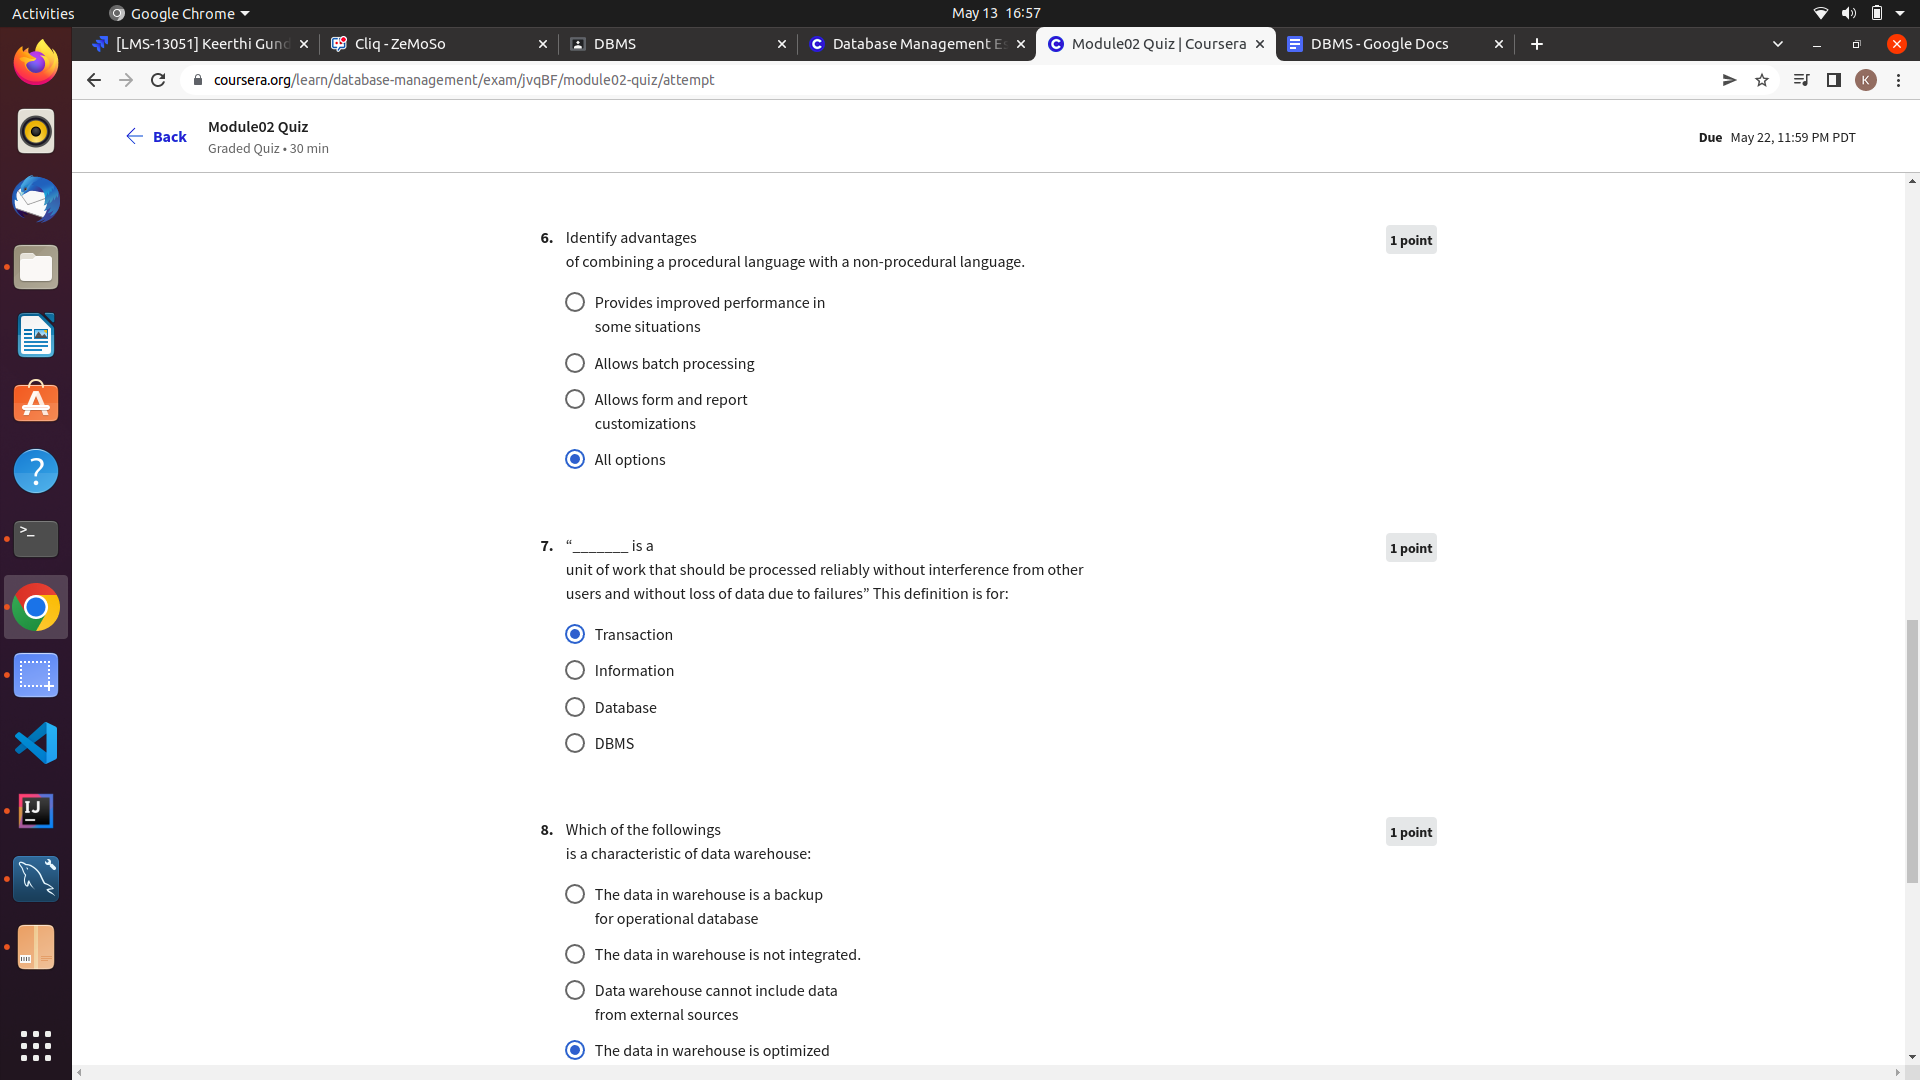 Activities
Google Chrome
May 13 16:57
[LMS-13051] Keerthi Gund
Cliq - ZeMoSo
DBMS
Database Management Es
Module02 Quiz | Coursera
DBMS - Google Docs
coursera.org/learn/database-management/exam/jvqBF/module02-quiz/attempt
K
Back
Module02 Quiz
Graded Quiz • 30 min
Due May 22, 11:59 PM PDT
6. Identify advantages
of combining a procedural language with a non-procedural language.
1 point
Provides improved performance in
some situations
Allows batch processing
Allows form and report
customizations
All options
7. “_______ is a
unit of work that should be processed reliably without interference from other
users and without loss of data due to failures” This definition is for:
1 point
Transaction
Information
Database
DBMS
8. Which of the followings
is a characteristic of data warehouse:
1 point
The data in warehouse is a backup
for operational database
The data in warehouse is not integrated.
Data warehouse cannot include data
from external sources
The data in warehouse is optimized